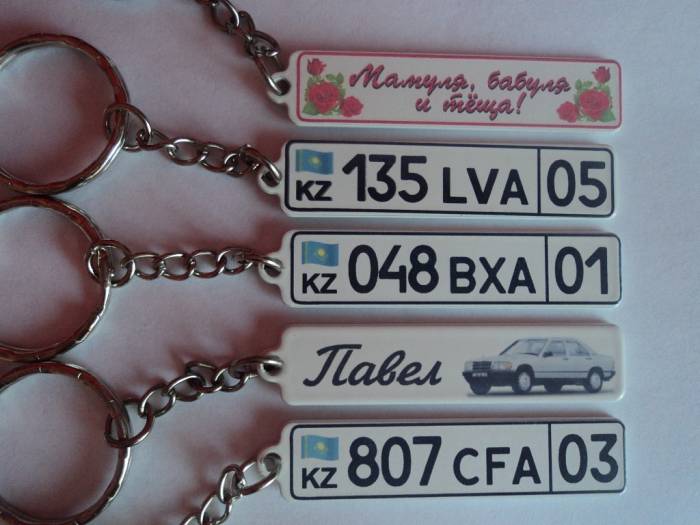 Мамуля, бабуля
и тёща!
KZ 135 LVA 05
KZ 048 BXA 01
Павел
KZ 807 CFA 03